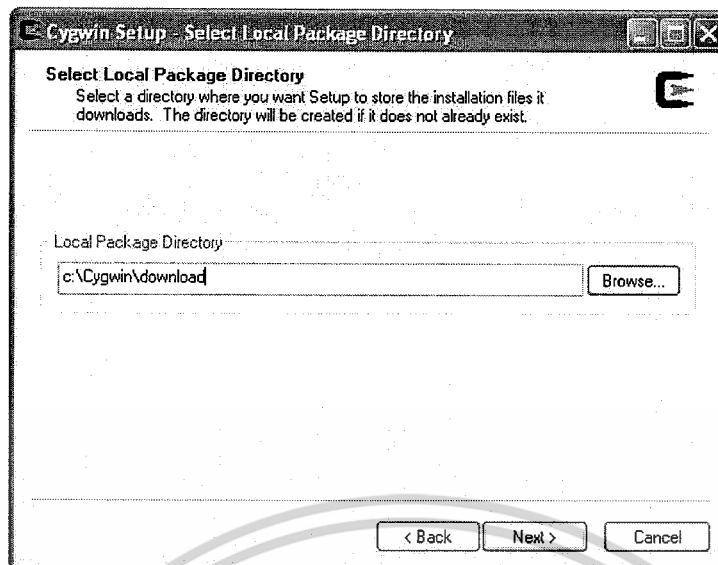 Cygwin Setup - Select Local Package Directory
Select Local Package Directory
Select a directory where you want Setup to store the installation files it
downloads. The directory will be created if it does not already exist.
Local Package Directory
c:\Cygwin\download
Browse...
< Back
Next >
Cancel